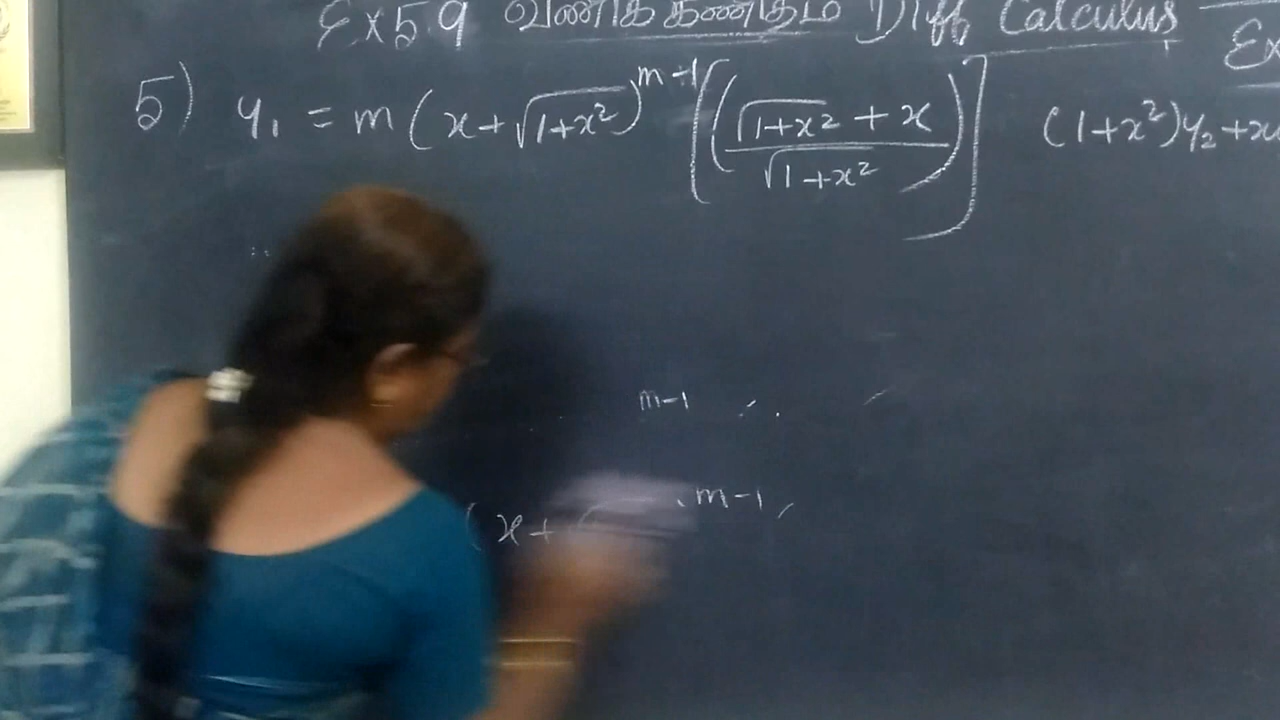 Ex 5.9 வணிகக் கணிதம் Diff Calculus Ex
5) y₁ = m(x+√(1+x²))^(m-1) [((√(1+x²) + x)/√(1+x²))] (1+x²)y₂+x
m-1
(x+ m-1